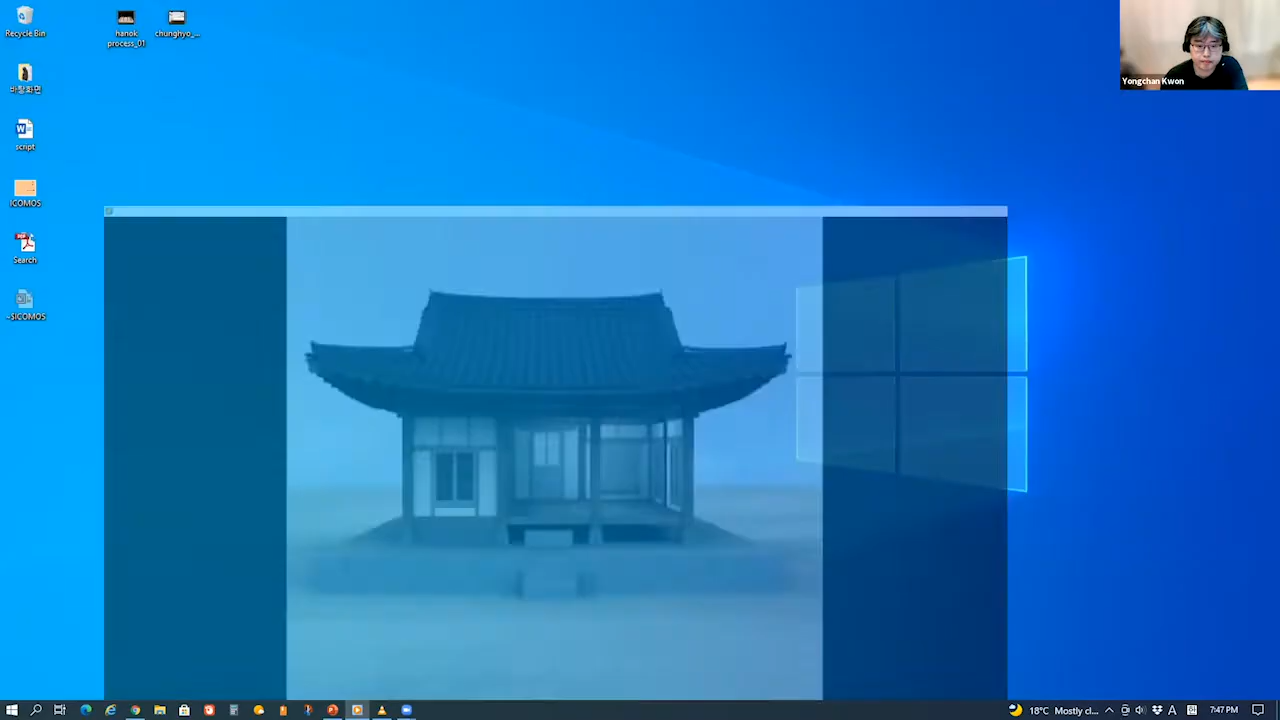 Recycle Bin
hanok
process_01
chunghyo_...
Yongchan Kwon
바탕화면
script
ICOMOS
Search
~$ICOMOS
18°C Mostly cl...
A
7:47 PM